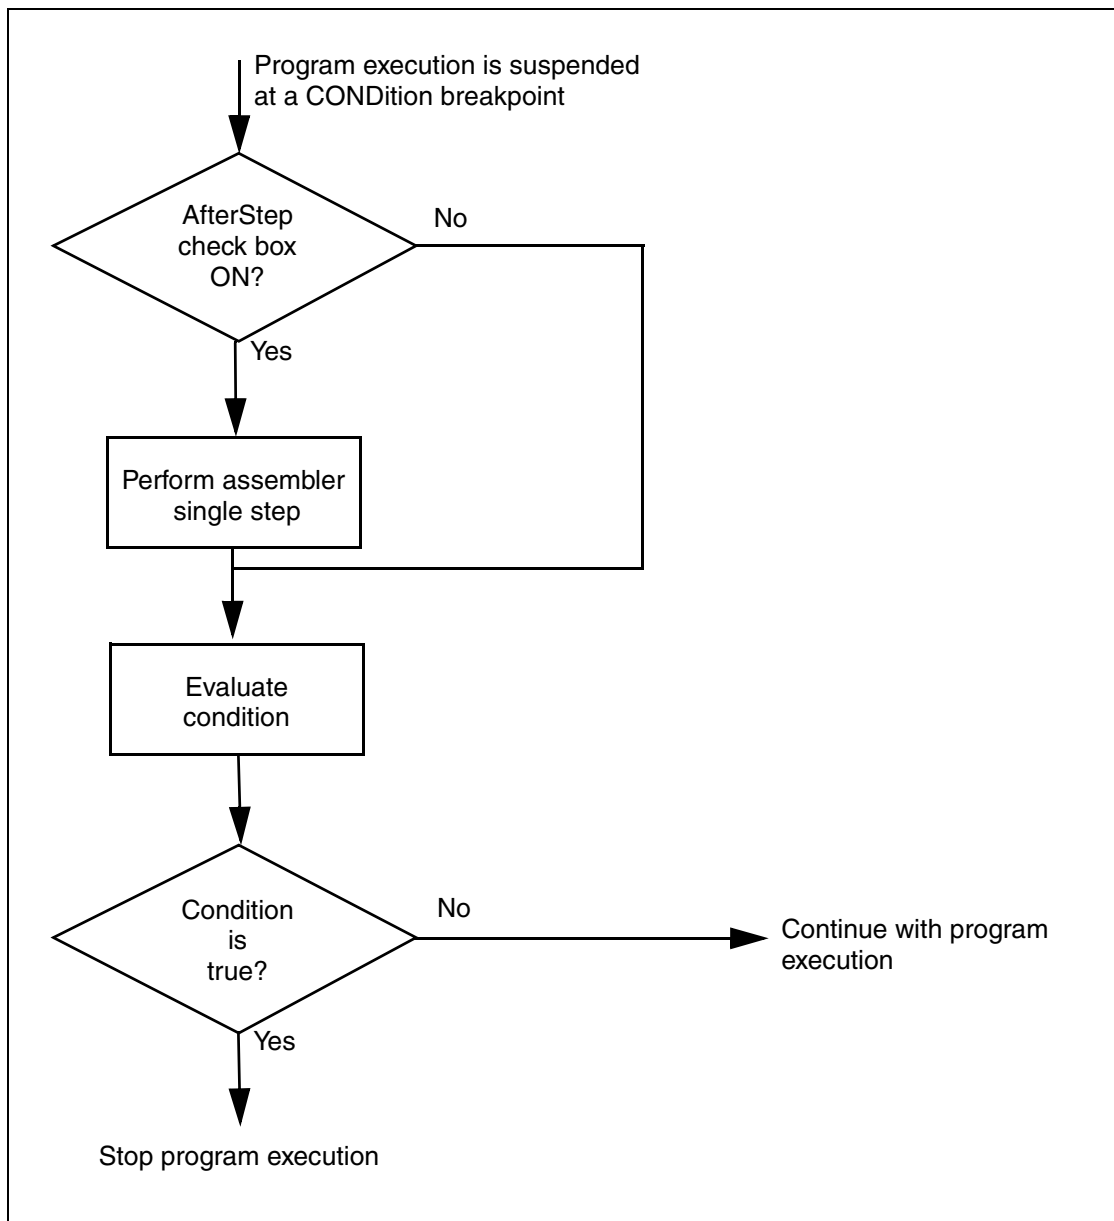 Program execution is suspended
at a CONDition breakpoint
AfterStep
check box
ON?
No
Yes
Perform assembler
single step
Evaluate
condition
Condition
is
true?
No
Continue with program
execution
Yes
Stop program execution